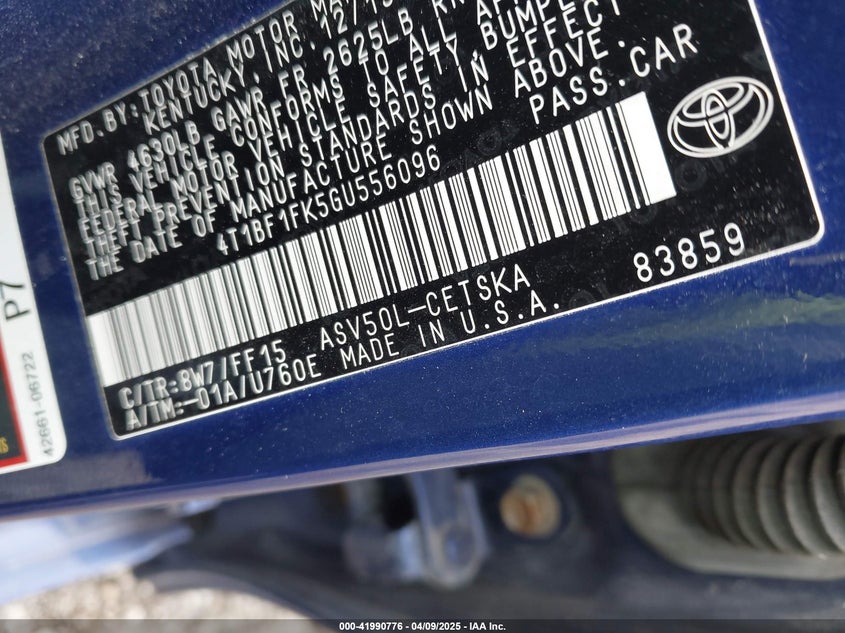 MFD. BY: TOYOTA MOTOR
KENTUCKY, INC. 12/15
GVWR 4630LB GAWR FR 2625LB
THIS VEHICLE CONFORMS TO ALL
FEDERAL MOTOR VEHICLE SAFETY, BUMPER
THEFT PREVENTION STANDARDS IN EFFECT
THE DATE OF MANUFACTURE SHOWN ABOVE.
4T1BF1FK5GU556096
PASS.CAR
83859
C/TR:8W7/FF15 ASV50L-CETSKA
A/TM:-01A/U760E MADE IN U.S.A.
P7
42661-06722
000-41990776 | 04/09/2025 - IAA Inc.